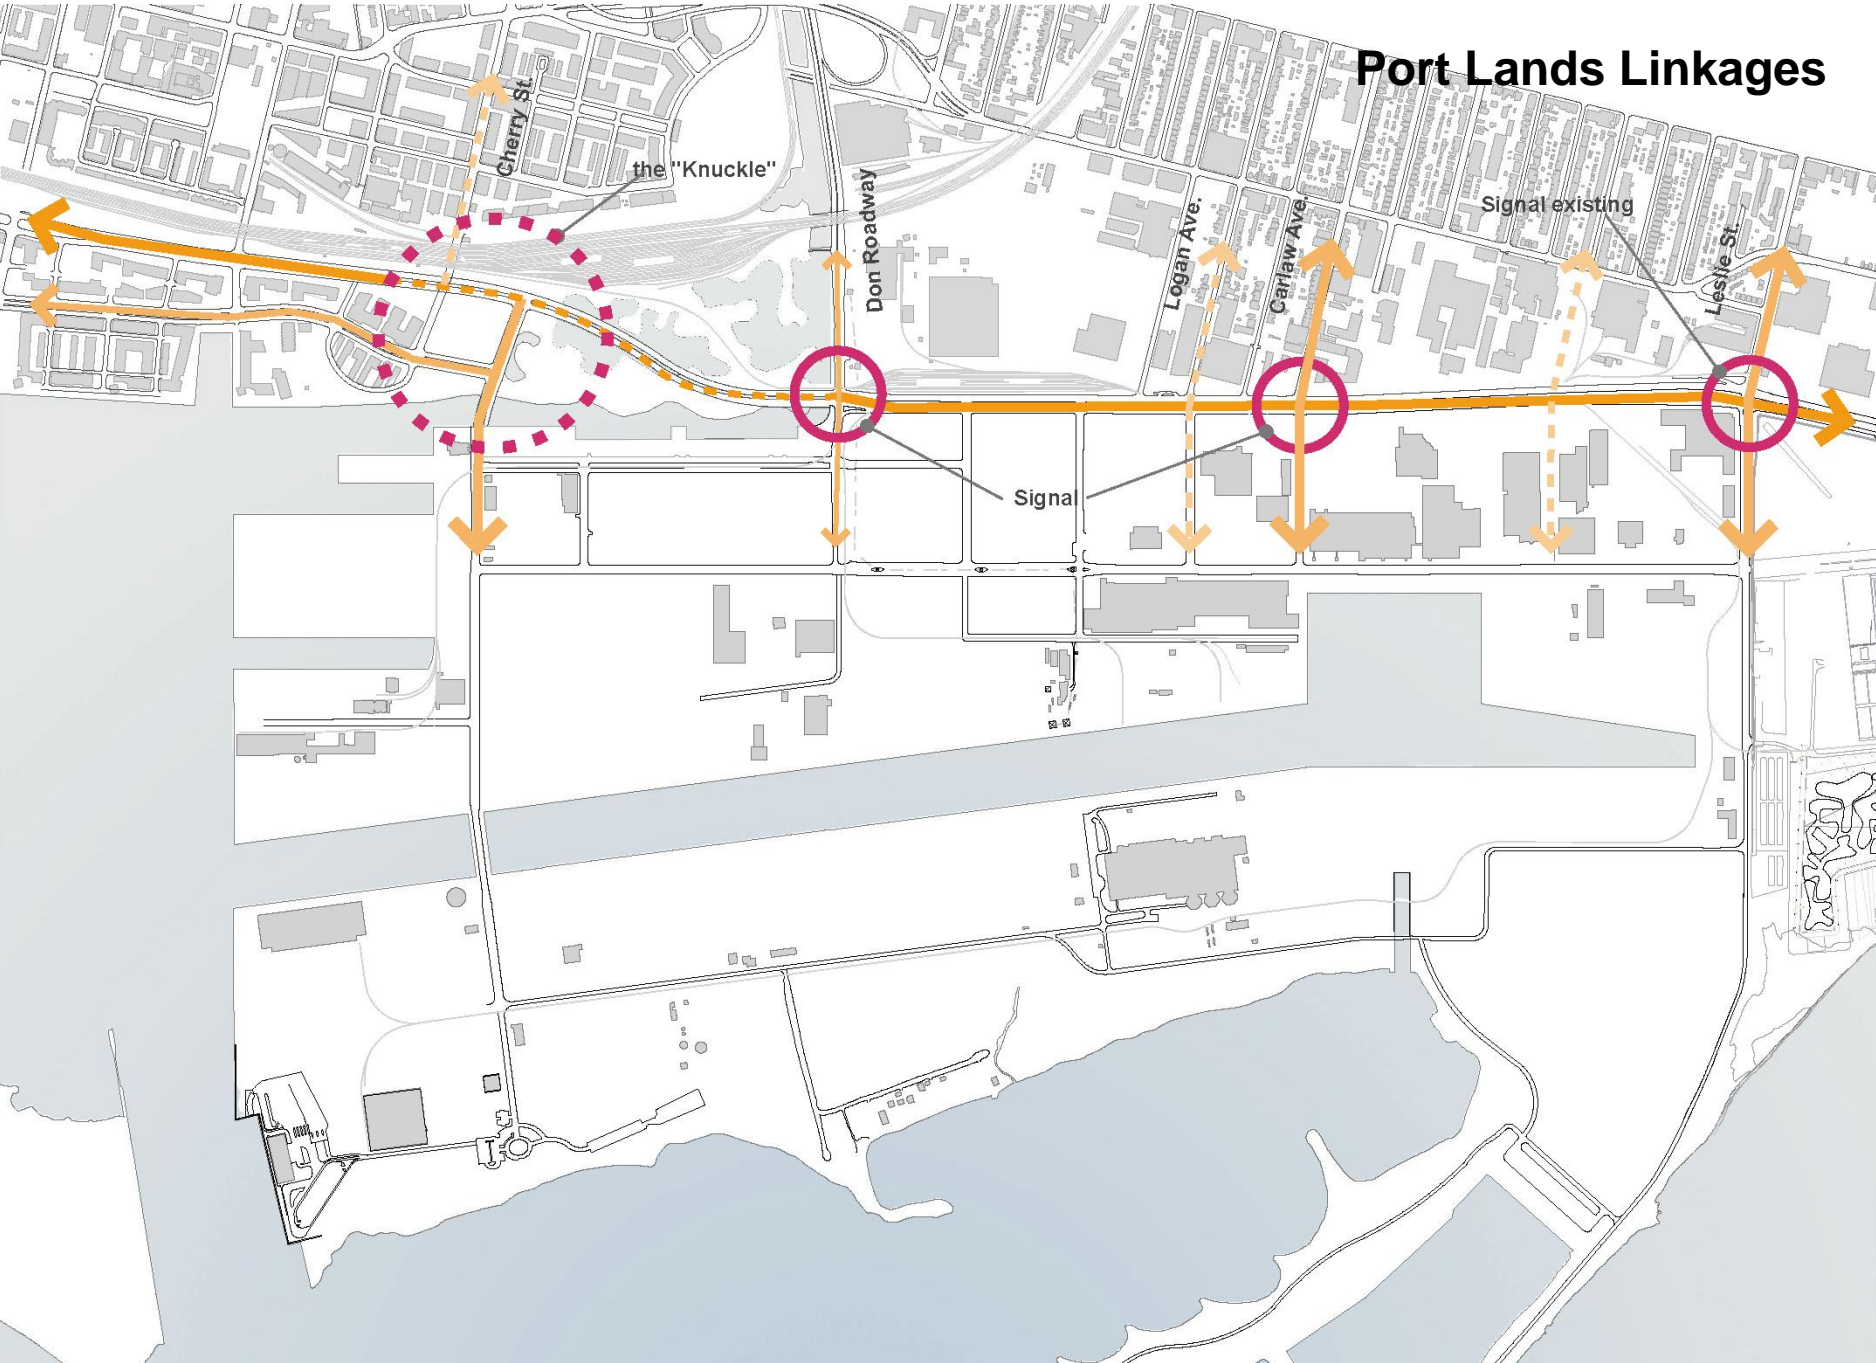 Port Lands Linkages
Cherry St.
the "Knuckle"
Don Roadway
Logan Ave.
Carlaw Ave.
Signal existing
Leslie St.
Signal